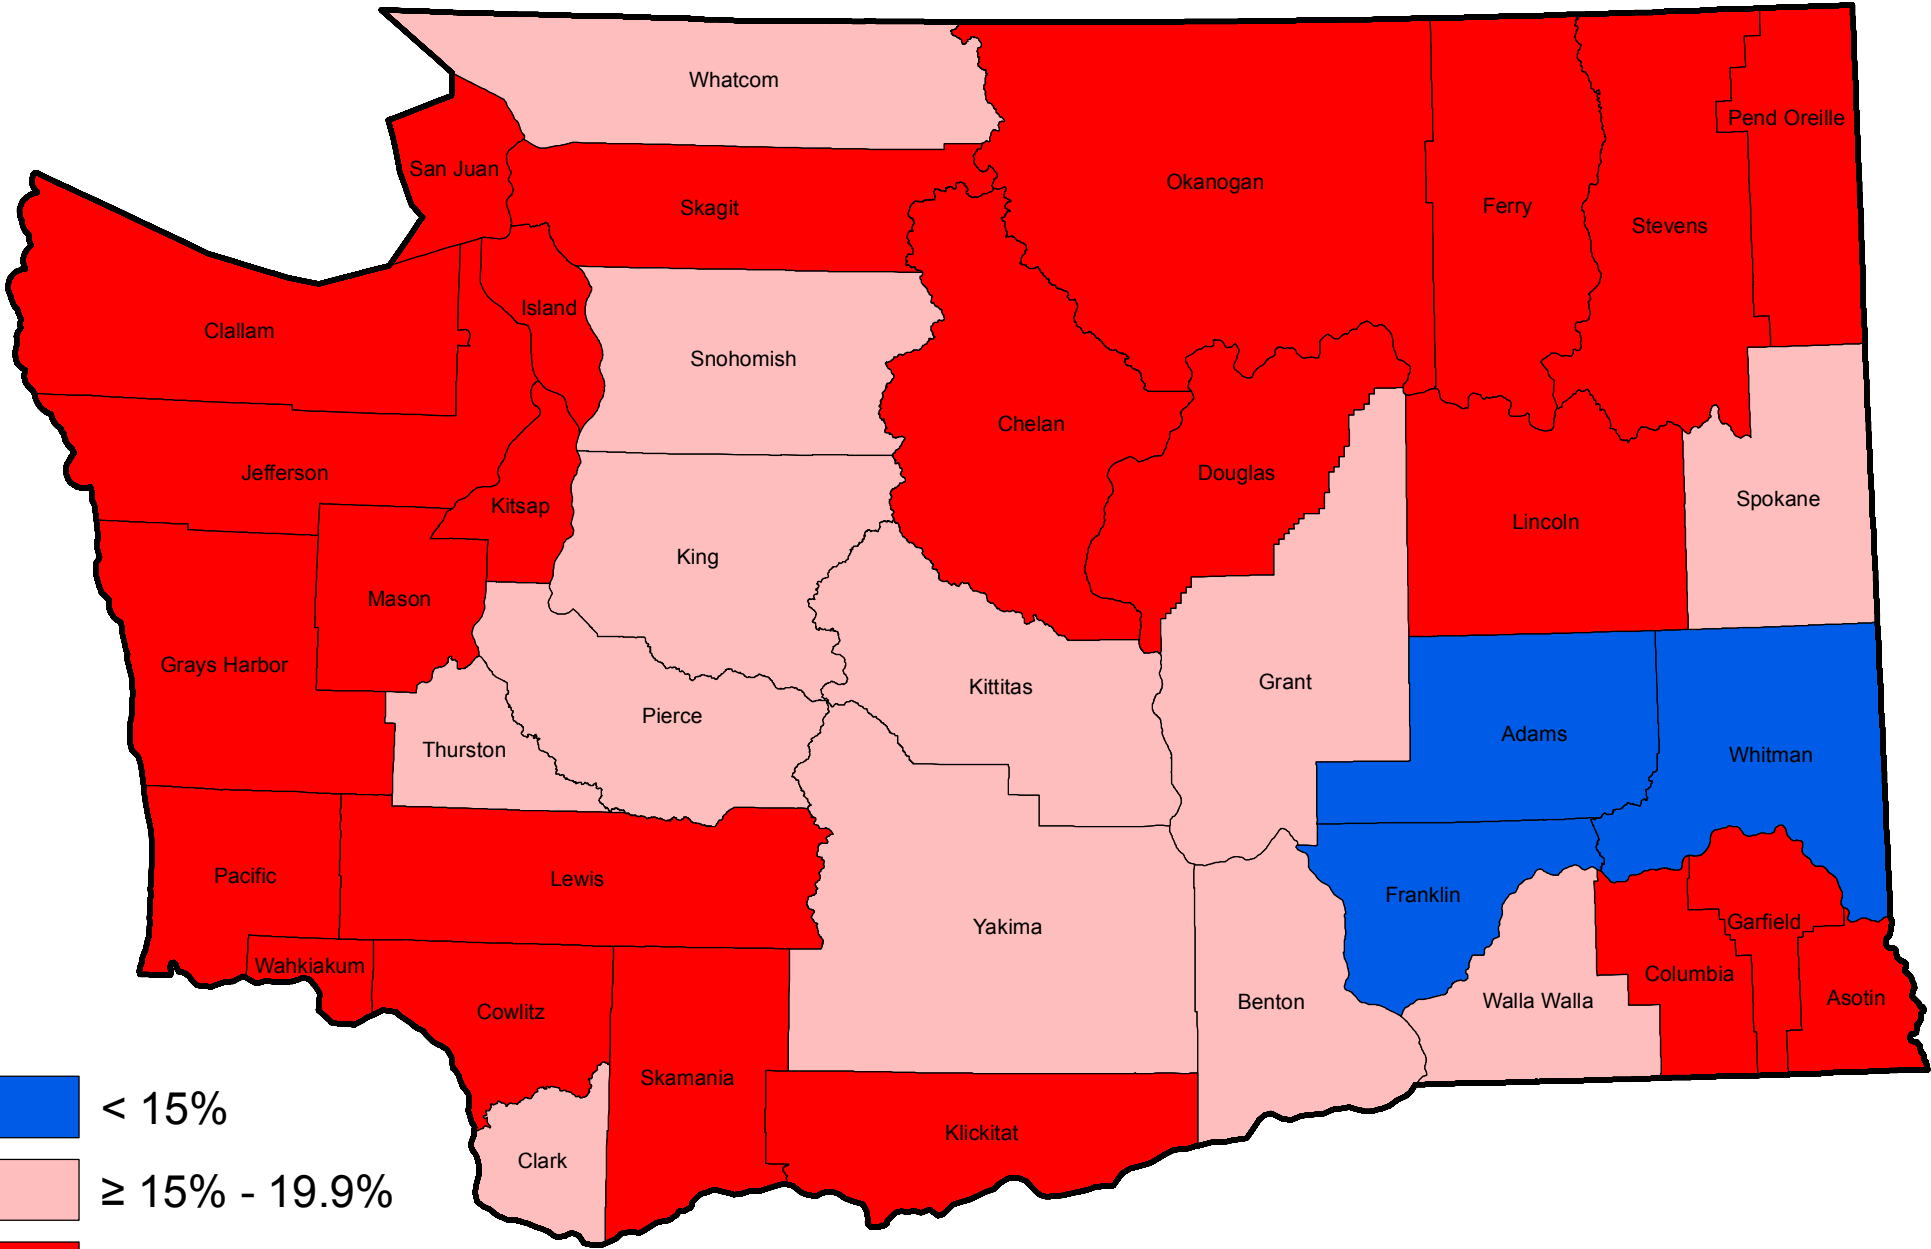 Whatcom
Pend Oreille
San Juan
Okanogan
Skagit
Ferry
Stevens
Island
Clallam
Snohomish
Chelan
Jefferson
Douglas
Spokane
Kitsap
Lincoln
King
Mason
Grays Harbor
Grant
Kittitas
Pierce
Adams
Thurston
Whitman
Pacific
Lewis
Franklin
Garfield
Yakima
Wahkiakum
Columbia
Asotin
Walla Walla
Benton
Cowlitz
Skamania
< 15%
Klickitat
Clark
≥ 15% - 19.9%